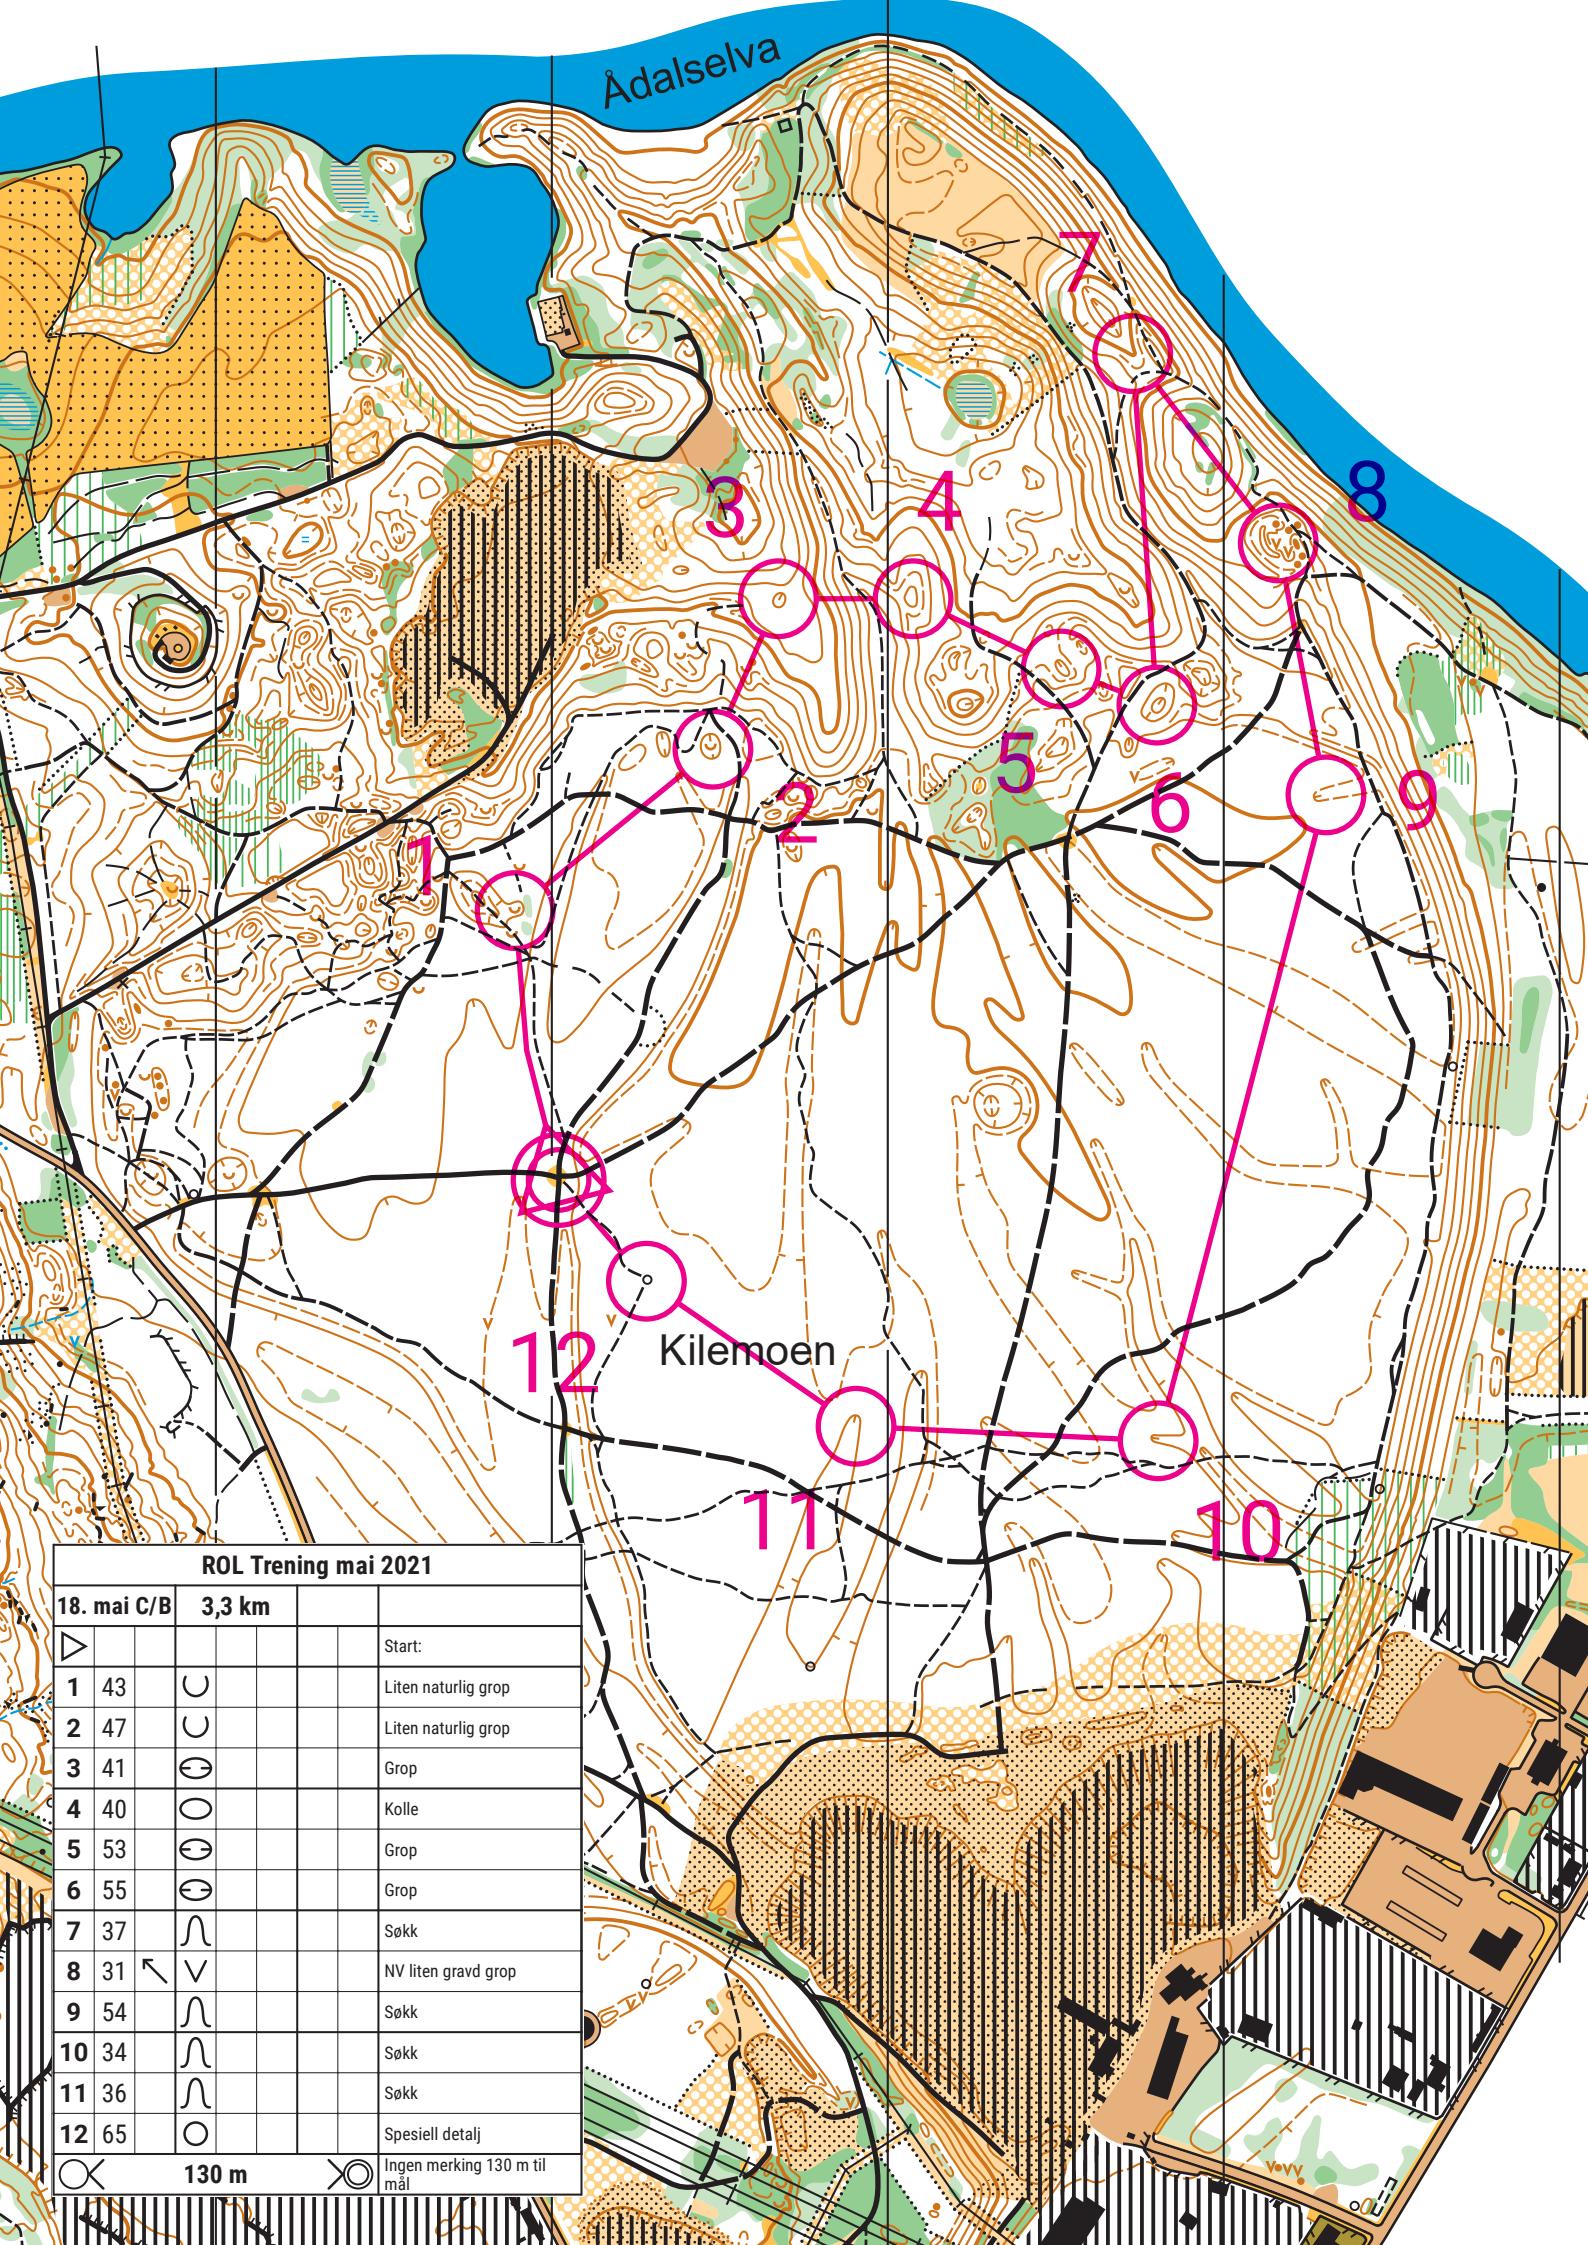 Ådalselva
7
8
3
4
5
6
9
2
1
12
Kilemoen
11
10
ROL Trening mai 2021
18. mai C/B 3,3 km
Start:
1 43 Liten naturlig grop
2 47 Liten naturlig grop
3 41 Grop
4 40 Kolle
5 53 Grop
6 55 Grop
7 37 Søkk
8 31 NV liten gravd grop
9 54 Søkk
10 34 Søkk
11 36 Søkk
12 65 Spesiell detalj
130 m Ingen merking 130 m til
mål